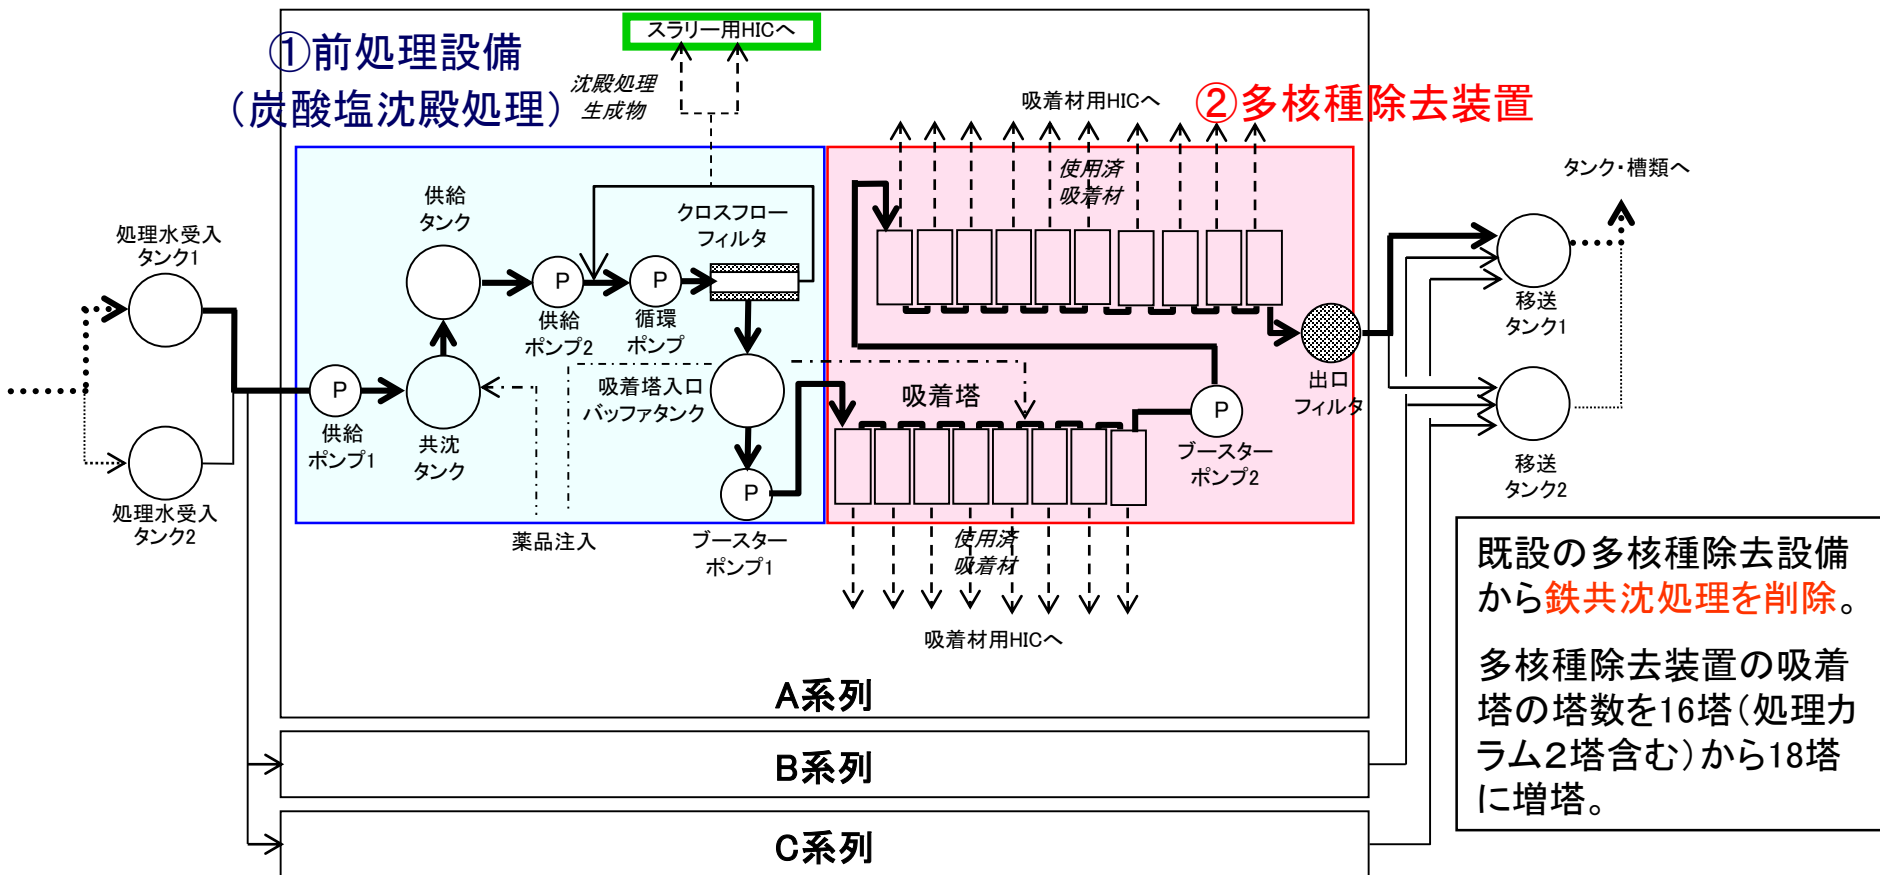 スラリー用HICへ
①前処理設備
(炭酸塩沈殿処理)
沈殿処理
生成物
吸着材用HICへ
②多核種除去装置
使用済
吸着材
タンク・槽類へ
供給
タンク
クロスフロー
フィルタ
処理水受入
タンク1
P
P
供給
ポンプ2
循環
ポンプ
移送
タンク1
P
供給
ポンプ1
共沈
タンク
吸着塔入口
バッファタンク
吸着塔
P
ブースター
ポンプ2
出口
フィルタ
移送
タンク2
処理水受入
タンク2
薬品注入
P
ブースター
ポンプ1
使用済
吸着材
吸着材用HICへ
既設の多核種除去設備
から鉄共沈処理を削除。
多核種除去装置の吸着
塔の塔数を16塔(処理カ
ラム2塔含む)から18塔
に増塔。
A系列
B系列
C系列